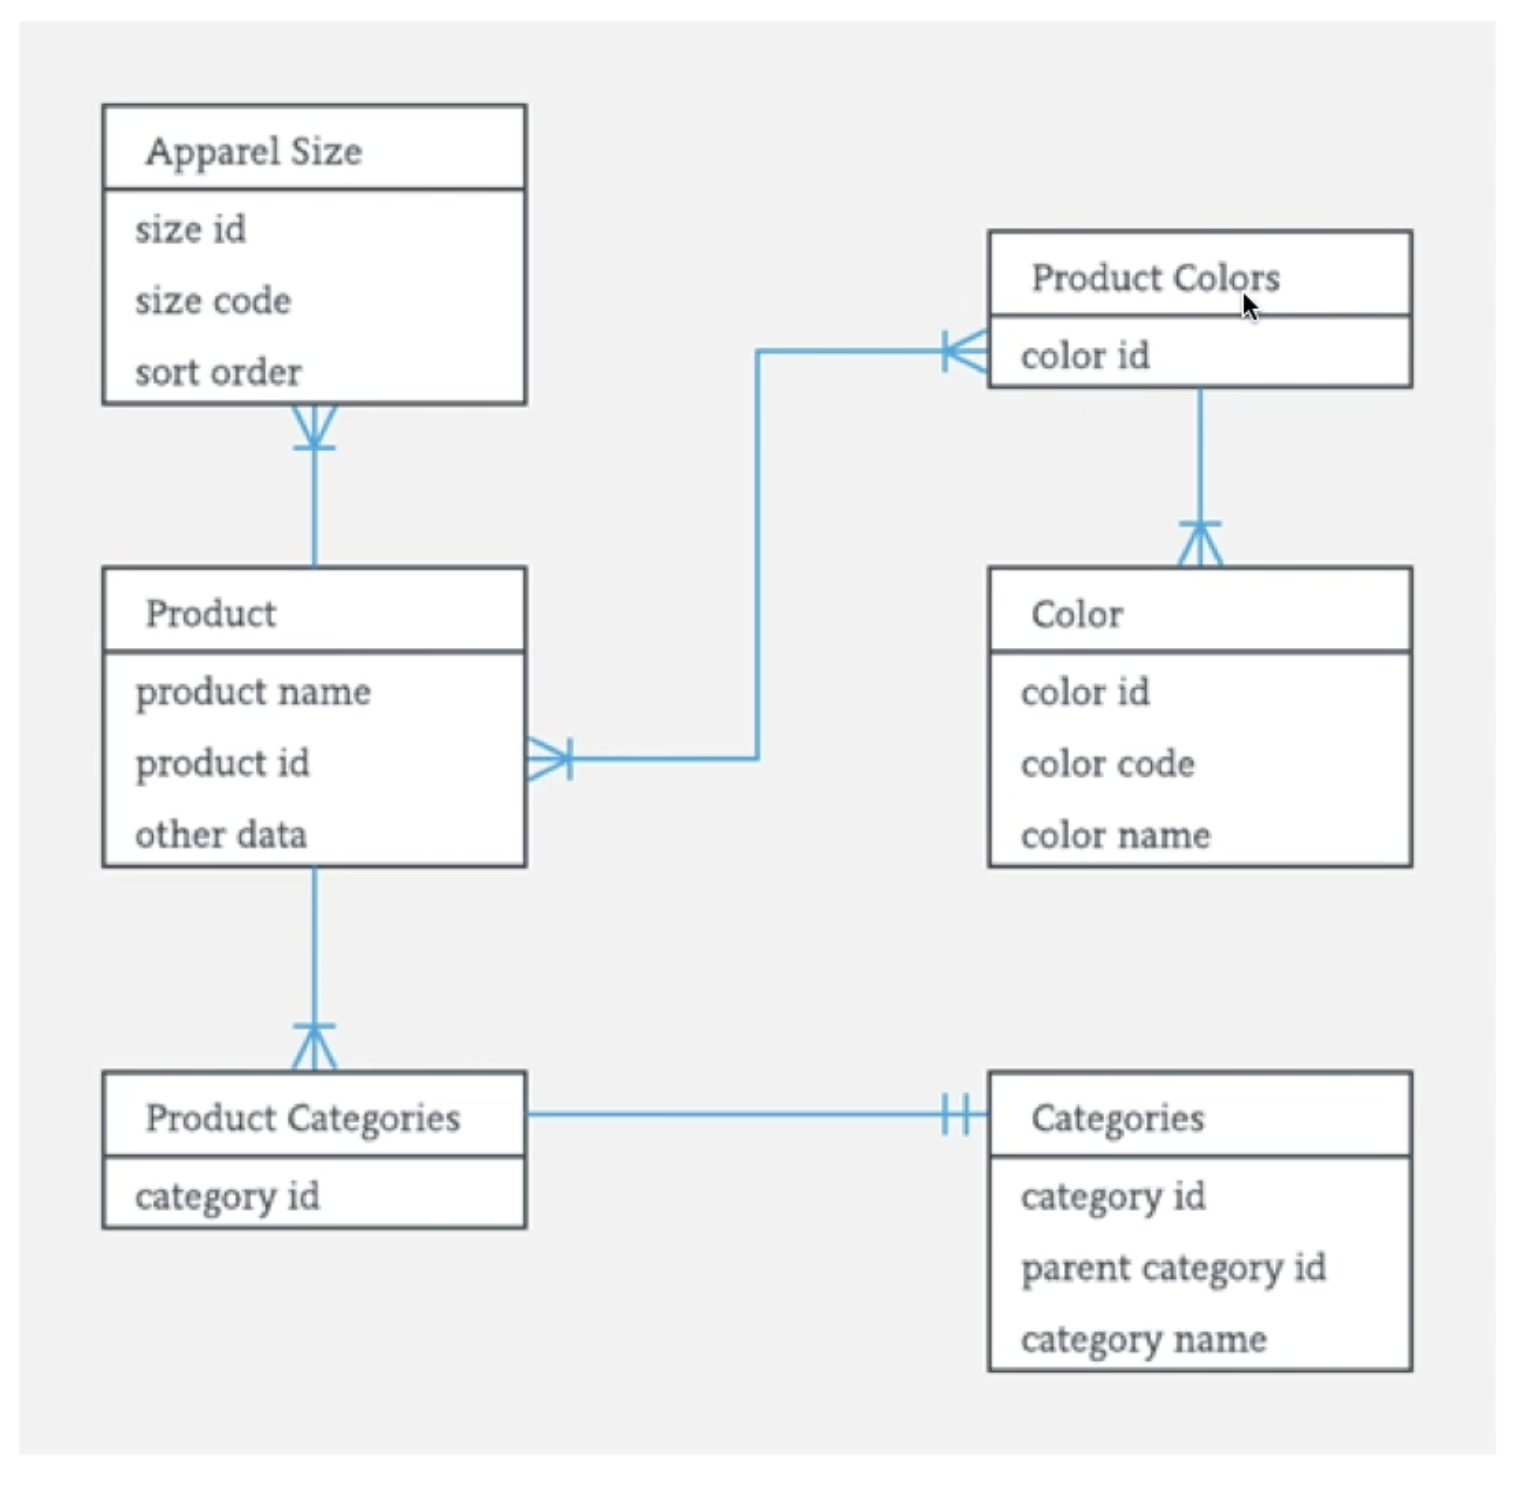 Apparel Size
size id
size code
sort order
Product Colors
color id
Product
product name
product id
other data
Color
color id
color code
color name
Product Categories
category id
Categories
category id
parent category id
category name